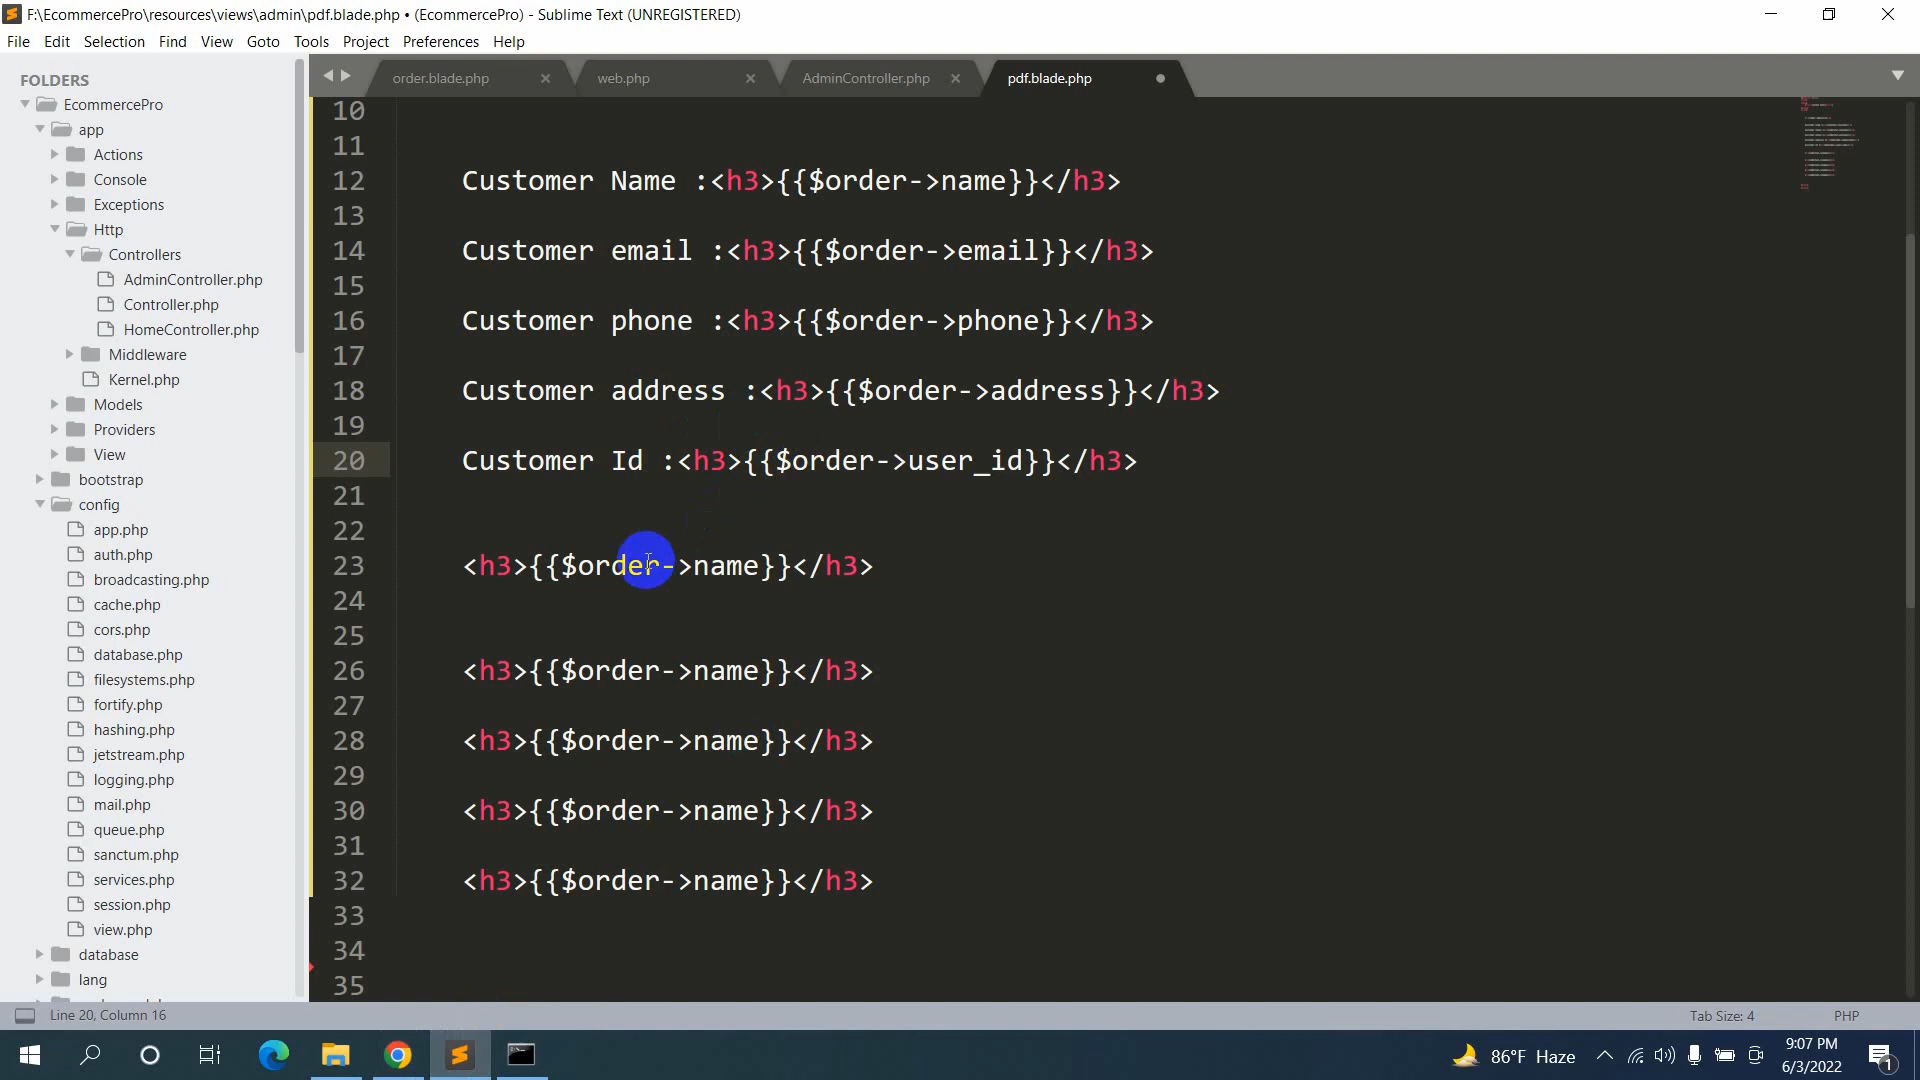 F:\EcommercePro\resources\views\admin\pdf.blade.php • (EcommercePro) - Sublime Text (UNREGISTERED)
File Edit Selection Find View Goto Tools Project Preferences Help
FOLDERS
EcommercePro
app
Actions
Console
Exceptions
Http
Controllers
AdminController.php
Controller.php
HomeController.php
Middleware
Kernel.php
Models
Providers
View
bootstrap
config
app.php
auth.php
broadcasting.php
cache.php
cors.php
database.php
filesystems.php
fortify.php
hashing.php
jetstream.php
logging.php
mail.php
queue.php
sanctum.php
services.php
session.php
view.php
database
lang
order.blade.php web.php AdminController.php pdf.blade.php
10
11
12 Customer Name :<h3>{{$order->name}}</h3>
13
14 Customer email :<h3>{{$order->email}}</h3>
15
16 Customer phone :<h3>{{$order->phone}}</h3>
17
18 Customer address :<h3>{{$order->address}}</h3>
19
20 Customer Id :<h3>{{$order->user_id}}</h3>
21
22
23 <h3>{{$order->name}}</h3>
24
25
26 <h3>{{$order->name}}</h3>
27
28 <h3>{{$order->name}}</h3>
29
30 <h3>{{$order->name}}</h3>
31
32 <h3>{{$order->name}}</h3>
33
34
35
Line 20, Column 16 Tab Size: 4 PHP
86°F Haze
9:07 PM
6/3/2022
1